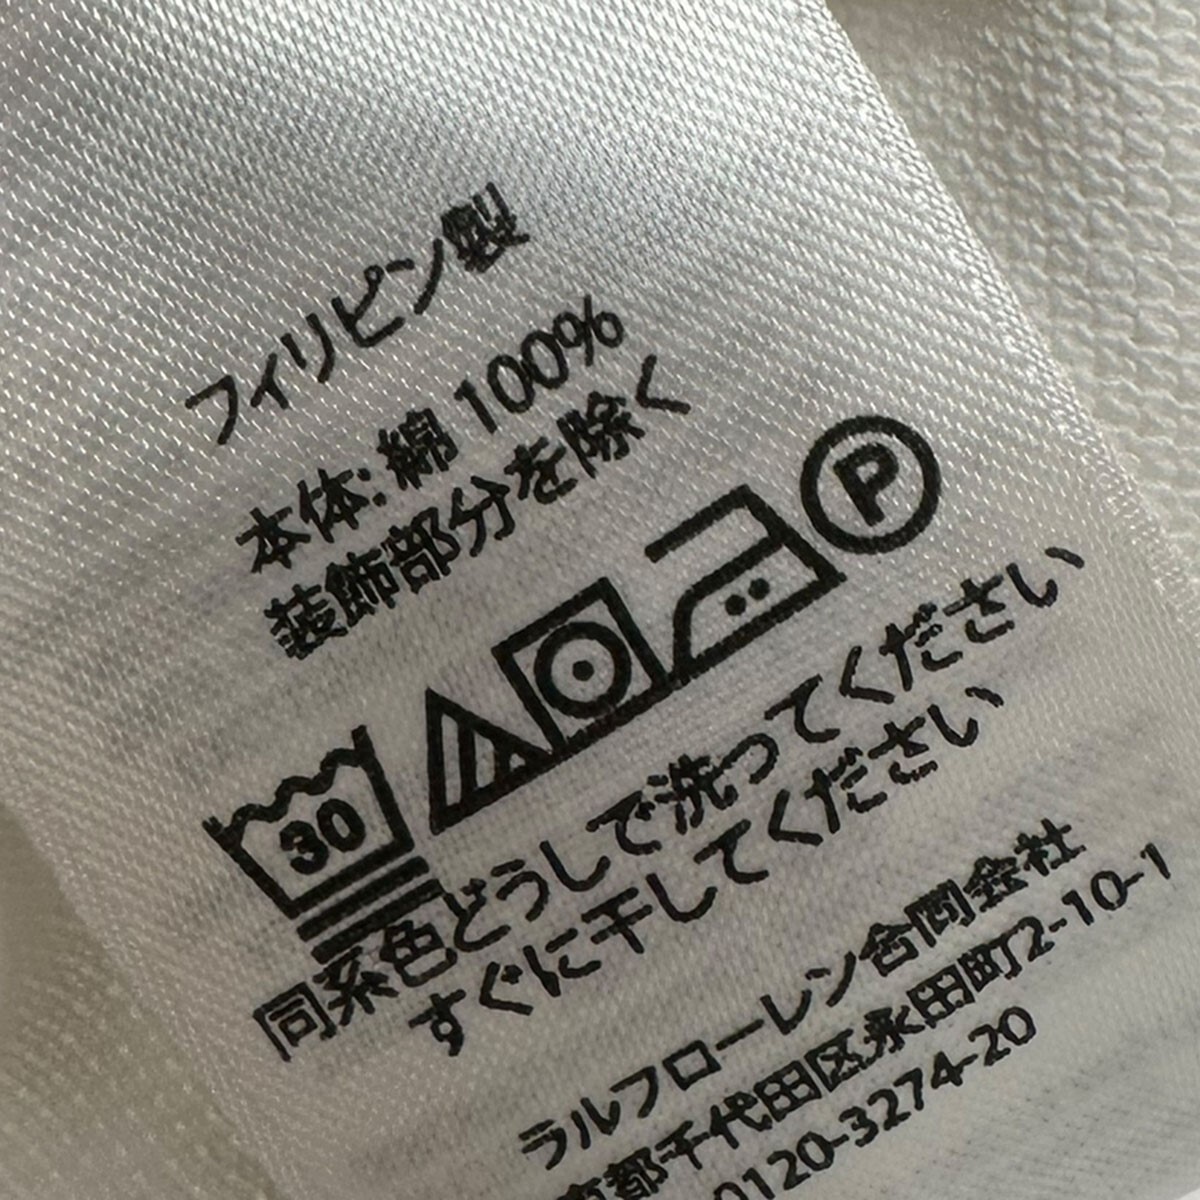 フィリピン製
本体: 綿 100%
装飾部分を除く
30 P
同系色どうしで洗ってください
すぐに干してください
ラルフローレン合同会社
京都千代田区永田町2-10-1
0120-3274-20